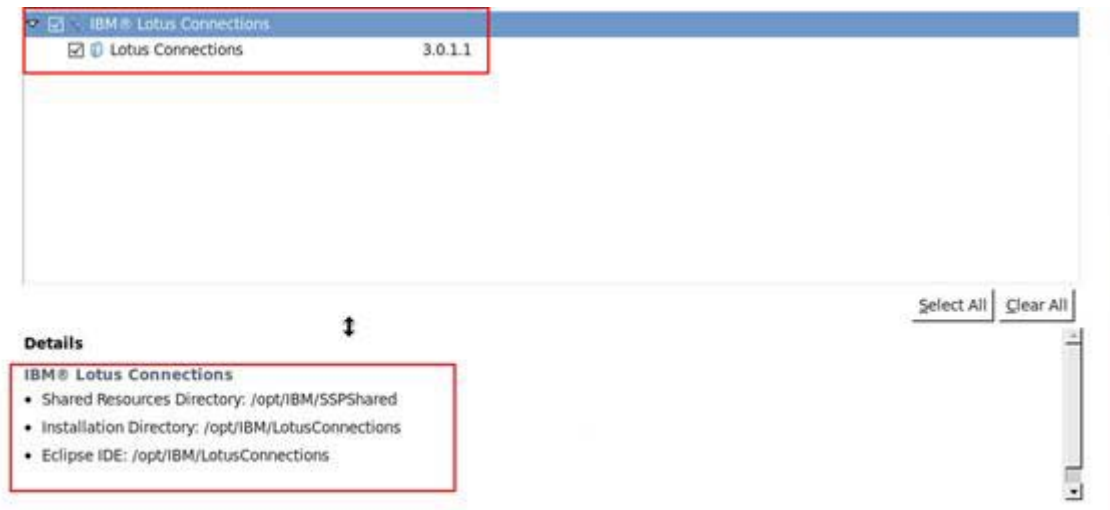 IBM® Lotus Connections
Lotus Connections 3.0.1.1
Select All Clear All
Details
IBM® Lotus Connections
• Shared Resources Directory: /opt/IBM/SSPShared
• Installation Directory: /opt/IBM/LotusConnections
• Eclipse IDE: /opt/IBM/LotusConnections